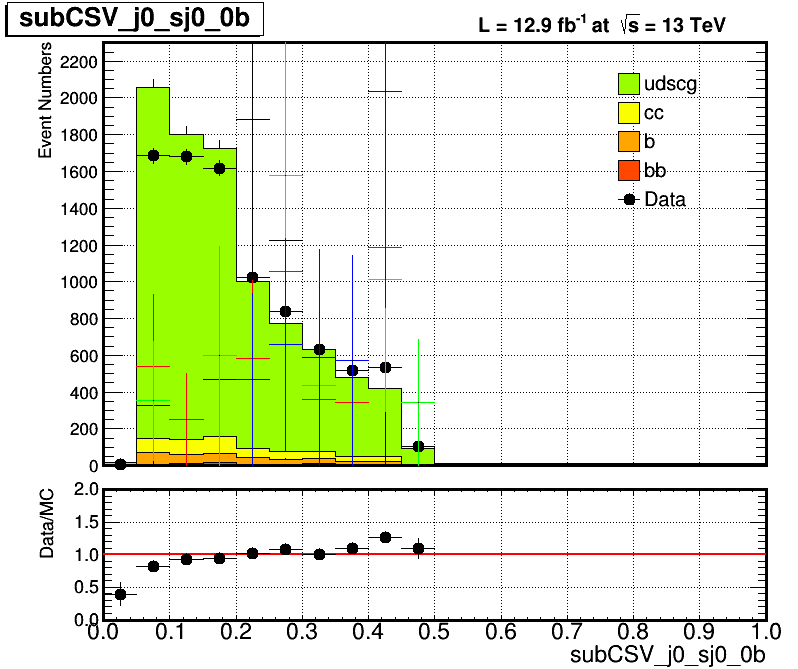 subCSV_j0_sj0_0b
L = 12.9 fb⁻¹ at √s = 13 TeV
Event Numbers
2200
2000
1800
1600
1400
1200
1000
800
600
400
200
0
udscg
cc
b
bb
Data
Data/MC
2.0
1.5
1.0
0.5
0.0
0.0 0.1 0.2 0.3 0.4 0.5 0.6 0.7 0.8 0.9 1.0
subCSV_j0_sj0_0b